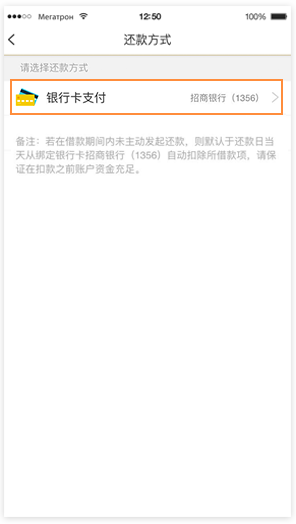 Мегатрон 12:50 100%
还款方式
请选择还款方式
银行卡支付 招商银行（1356）
备注：若在借款期间内未主动发起还款，则默认于还款日当
天从绑定银行卡招商银行（1356）自动扣除所借款项，请保
证在扣款之前账户资金充足。